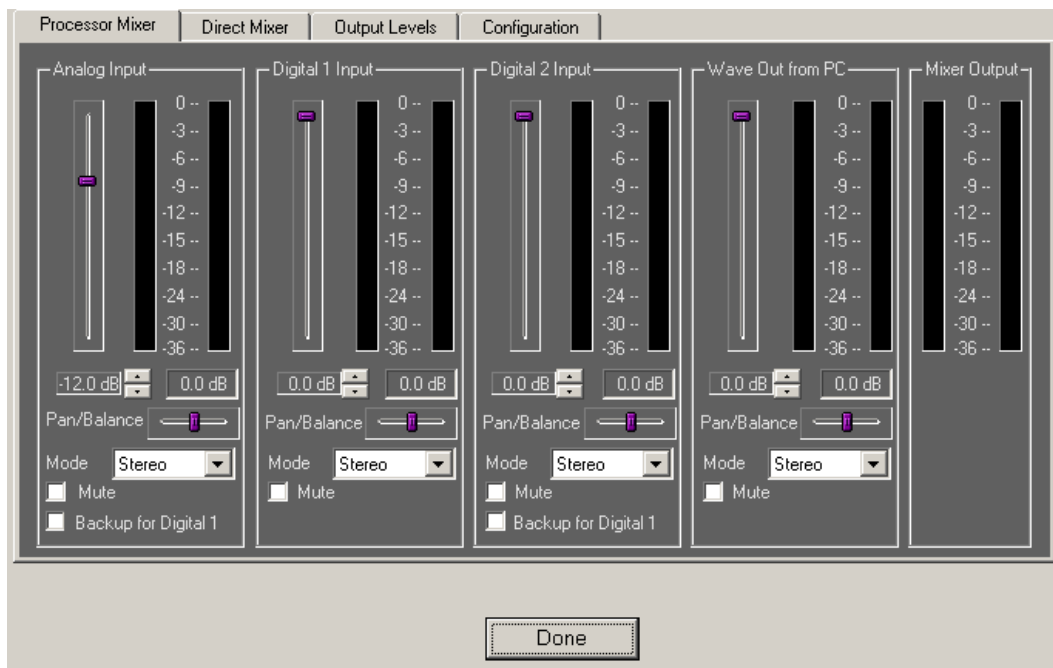 Processor Mixer Direct Mixer Output Levels Configuration
Analog Input Digital 1 Input Digital 2 Input Wave Out from PC Mixer Output
0 -- 0 -- 0 -- 0 -- 0 --
-3 -- -3 -- -3 -- -3 -- -3 --
-6 -- -6 -- -6 -- -6 -- -6 --
-9 -- -9 -- -9 -- -9 -- -9 --
-12 -- -12 -- -12 -- -12 -- -12 --
-15 -- -15 -- -15 -- -15 -- -15 --
-18 -- -18 -- -18 -- -18 -- -18 --
-24 -- -24 -- -24 -- -24 -- -24 --
-30 -- -30 -- -30 -- -30 -- -30 --
-36 -- -36 -- -36 -- -36 -- -36 --
-12.0 dB 0.0 dB 0.0 dB 0.0 dB 0.0 dB 0.0 dB 0.0 dB 0.0 dB
Pan/Balance Pan/Balance Pan/Balance Pan/Balance
Mode Stereo Mode Stereo Mode Stereo Mode Stereo
Mute Mute Mute Mute
Backup for Digital 1 Backup for Digital 1
Done